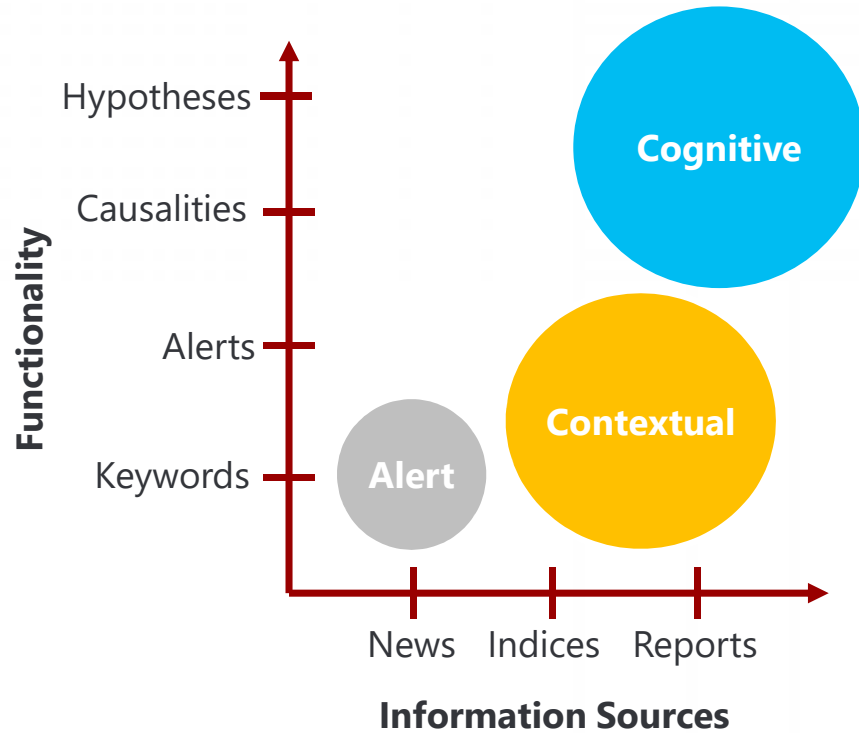 Hypotheses
Cognitive
Causalities
Functionality
Alerts
Contextual
Keywords
Alert
News Indices Reports
Information Sources